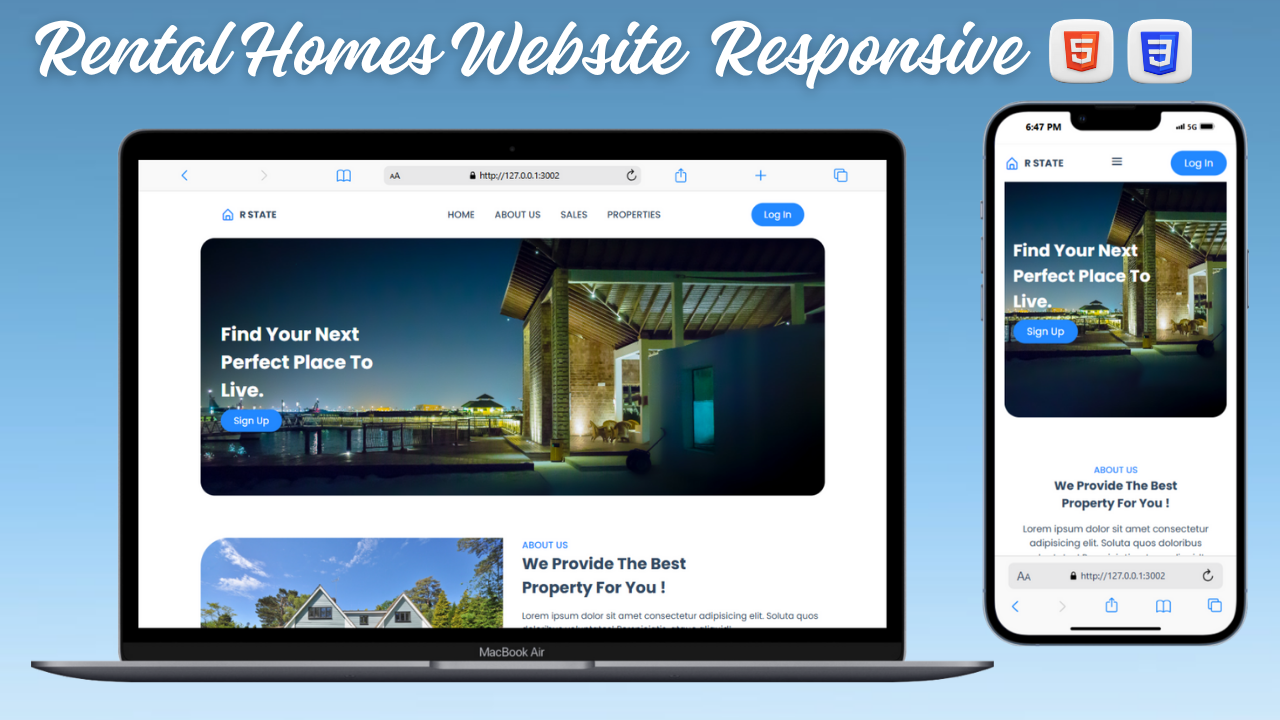 Rental Homes Website Responsive
5
3
AA
http://127.0.0.1:3002
R STATE
HOME
ABOUT US
SALES
PROPERTIES
Log In
Find Your Next
Perfect Place To
Live.
Sign Up
ABOUT US
We Provide The Best
Property For You !
Lorem ipsum dolor sit amet consectetur adipisicing elit. Soluta quos
MacBook Air
6:47 PM
5G
R STATE
Log In
Find Your Next
Perfect Place To
Live.
Sign Up
ABOUT US
We Provide The Best
Property For You !
Lorem ipsum dolor sit amet consectetur
adipisicing elit. Soluta quos doloribus
AA
http://127.0.0.1:3002